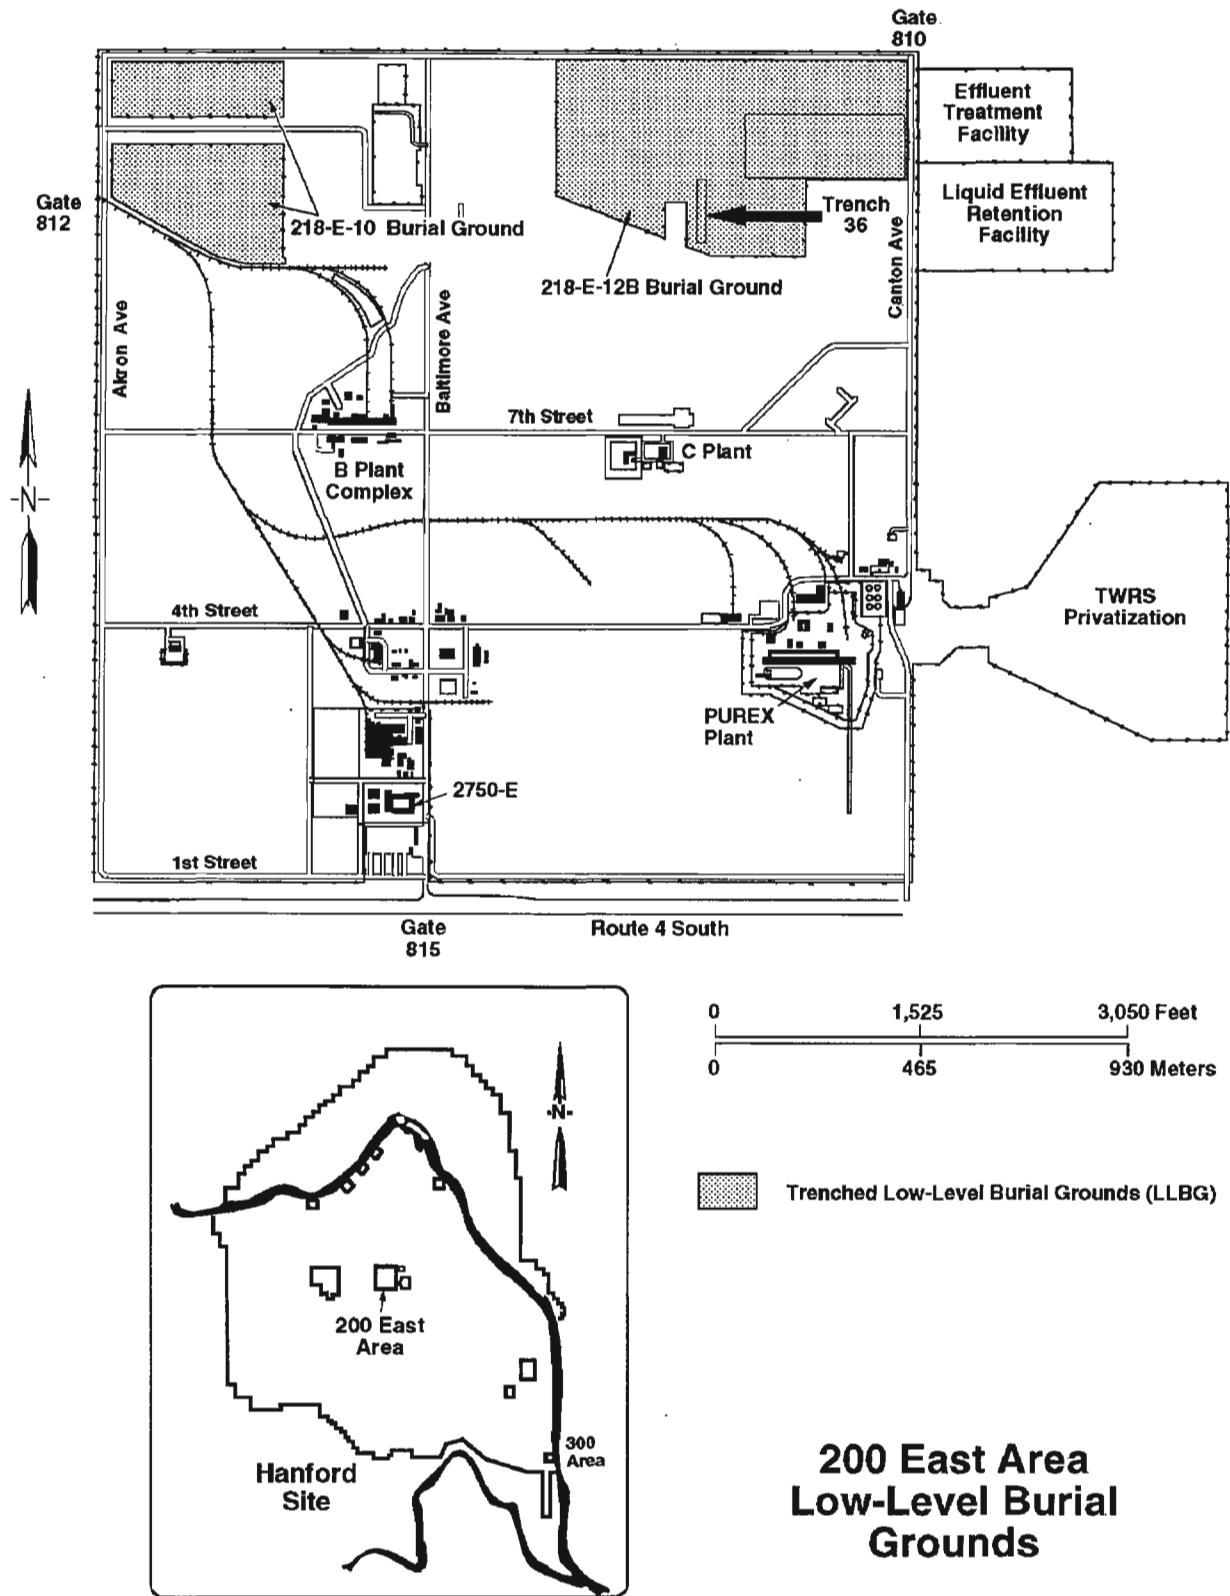 Gate
810
Effluent
Treatment
Facility
Gate
812
Liquid Effluent
Retention
Facility
Trench
36
218-E-10 Burial Ground
218-E-12B Burial Ground
Akron Ave
Baltimore Ave
Canton Ave
-N-
7th Street
C Plant
B Plant
Complex
4th Street
TWRS
Privatization
PUREX
Plant
2750-E
1st Street
Gate
815
Route 4 South
0
1,525
3,050 Feet
0
465
930 Meters
-N-
Trenched Low-Level Burial Grounds (LLBG)
200 East
Area
300
Area
Hanford
Site
200 East Area
Low-Level Burial
Grounds